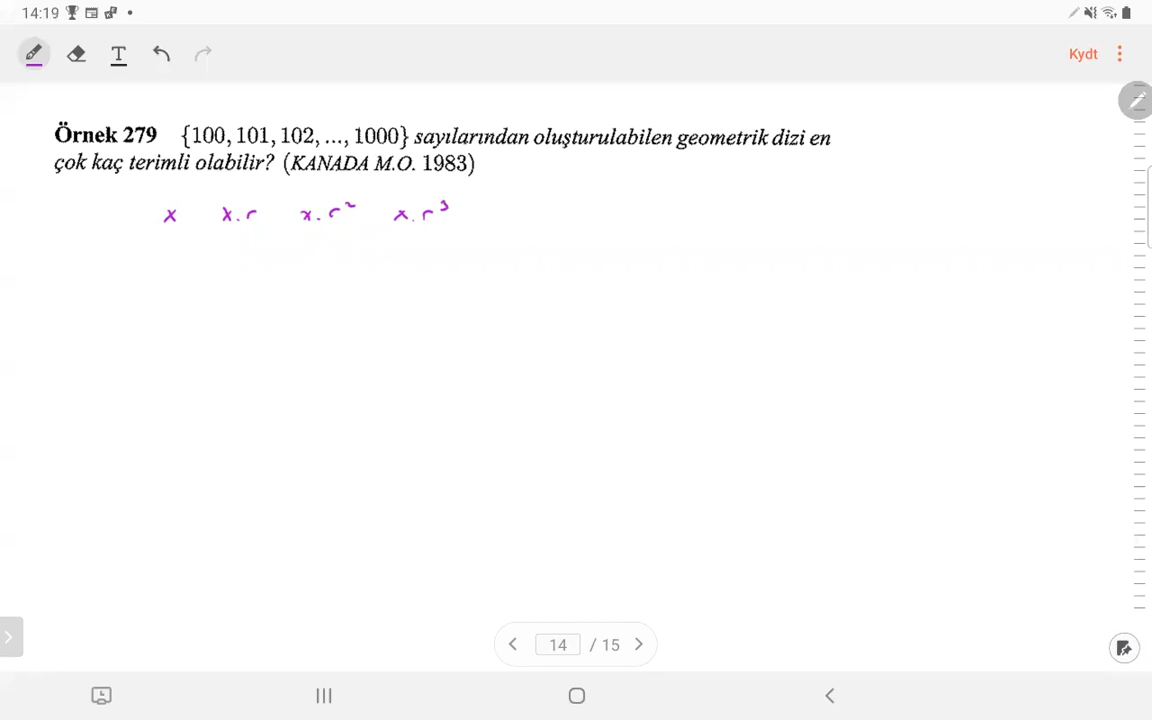 14:19
Kydt
Örnek 279 {100, 101, 102, ..., 1000} sayılarından oluşturulabilen geometrik dizi en
çok kaç terimli olabilir? (KANADA M.O. 1983)
x x.r x.r² x.r³
14 / 15